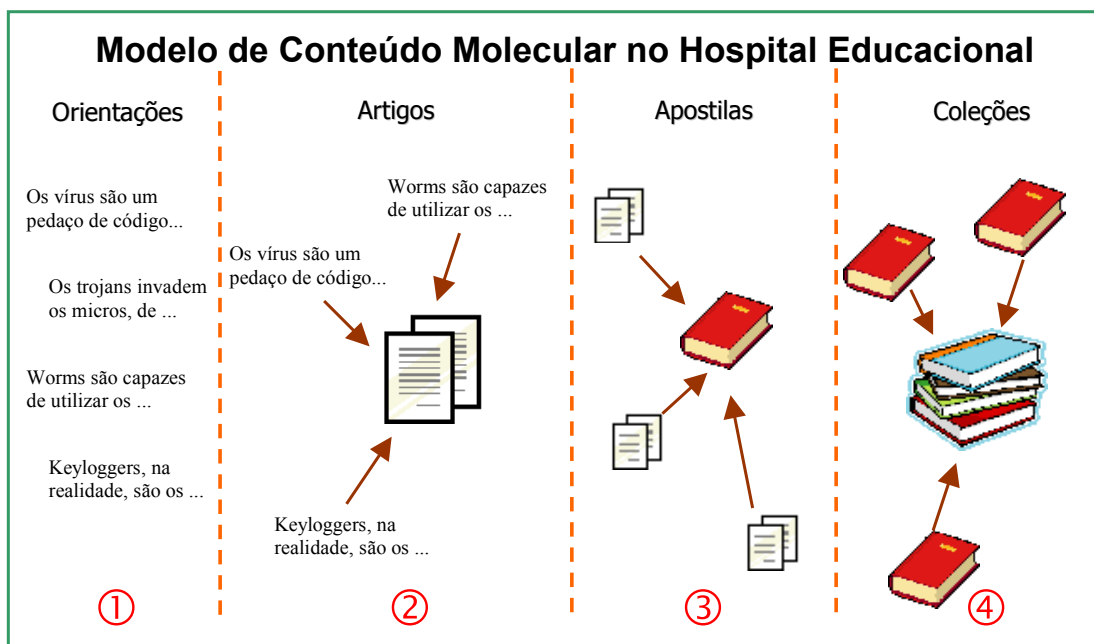 Modelo de Conteúdo Molecular no Hospital Educacional
Orientações
Os vírus são um
pedaço de código...
Os trojans invadem
os micros, de ...
Worms são capazes
de utilizar os ...
Keyloggers, na
realidade, são os ...
①
Artigos
Worms são capazes
de utilizar os ...
Os vírus são um
pedaço de código...
Keyloggers, na
realidade, são os ...
②
Apostilas
③
Coleções
④